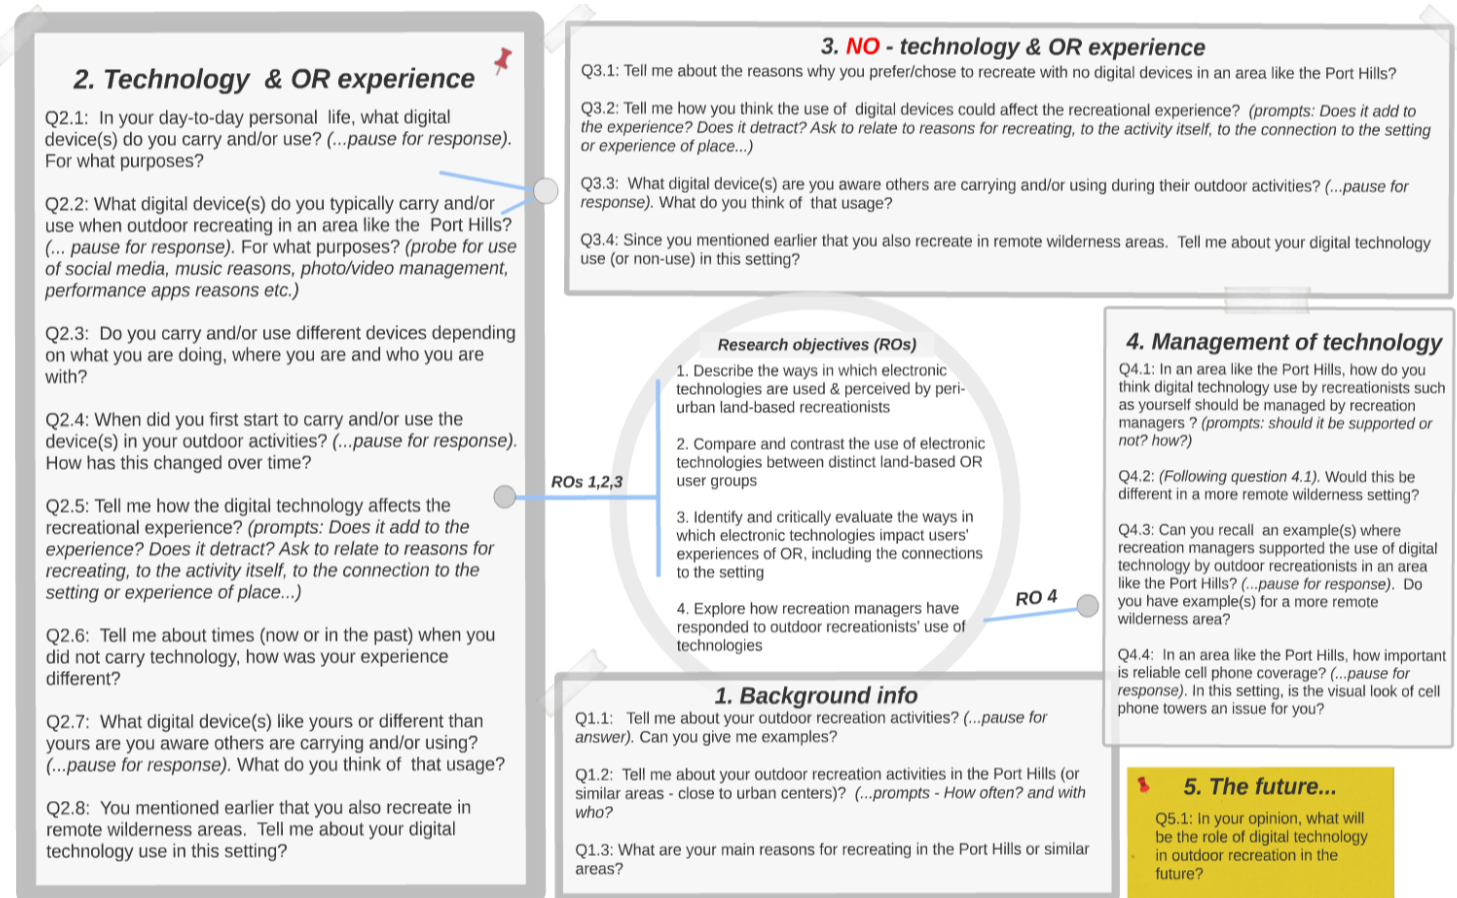 2. Technology & OR experience
Q2.1: In your day-to-day personal life, what digital
device(s) do you carry and/or use? (...pause for response).
For what purposes?
Q2.2: What digital device(s) do you typically carry and/or
use when outdoor recreating in an area like the Port Hills?
(... pause for response). For what purposes? (probe for use
of social media, music reasons, photo/video management,
performance apps reasons etc.)
Q2.3: Do you carry and/or use different devices depending
on what you are doing, where you are and who you are
with?
Q2.4: When did you first start to carry and/or use the
device(s) in your outdoor activities? (...pause for response).
How has this changed over time?
Q2.5: Tell me how the digital technology affects the
recreational experience? (prompts: Does it add to the
experience? Does it detract? Ask to relate to reasons for
recreating, to the activity itself, to the connection to the
setting or experience of place...)
Q2.6: Tell me about times (now or in the past) when you
did not carry technology, how was your experience
different?
Q2.7: What digital device(s) like yours or different than
yours are you aware others are carrying and/or using?
(...pause for response). What do you think of that usage?
Q2.8: You mentioned earlier that you also recreate in
remote wilderness areas. Tell me about your digital
technology use in this setting?
3. NO - technology & OR experience
Q3.1: Tell me about the reasons why you prefer/chose to recreate with no digital devices in an area like the Port Hills?
Q3.2: Tell me how you think the use of digital devices could affect the recreational experience? (prompts: Does it add to
the experience? Does it detract? Ask to relate to reasons for recreating, to the activity itself, to the connection to the setting
or experience of place...)
Q3.3: What digital device(s) are you aware others are carrying and/or using during their outdoor activities? (...pause for
response). What do you think of that usage?
Q3.4: Since you mentioned earlier that you also recreate in remote wilderness areas. Tell me about your digital technology
use (or non-use) in this setting?
Research objectives (ROs)
1. Describe the ways in which electronic
technologies are used & perceived by peri-
urban land-based recreationists
2. Compare and contrast the use of electronic
technologies between distinct land-based OR
user groups
3. Identify and critically evaluate the ways in
which electronic technologies impact users'
experiences of OR, including the connections
to the setting
4. Explore how recreation managers have
responded to outdoor recreationists' use of
technologies
ROs 1,2,3
RO 4
4. Management of technology
Q4.1: In an area like the Port Hills, how do you
think digital technology use by recreationists such
as yourself should be managed by recreation
managers ? (prompts: should it be supported or
not? how?)
Q4.2: (Following question 4.1). Would this be
different in a more remote wilderness setting?
Q4.3: Can you recall an example(s) where
recreation managers supported the use of digital
technology by outdoor recreationists in an area
like the Port Hills? (...pause for response). Do
you have example(s) for a more remote
wilderness area?
Q4.4: In an area like the Port Hills, how important
is reliable cell phone coverage? (...pause for
response). In this setting, is the visual look of cell
phone towers an issue for you?
1. Background info
Q1.1: Tell me about your outdoor recreation activities? (...pause for
answer). Can you give me examples?
Q1.2: Tell me about your outdoor recreation activities in the Port Hills (or
similar areas - close to urban centers)? (...prompts - How often? and with
who?
Q1.3: What are your main reasons for recreating in the Port Hills or similar
areas?
5. The future...
Q5.1: In your opinion, what will
be the role of digital technology
in outdoor recreation in the
future?